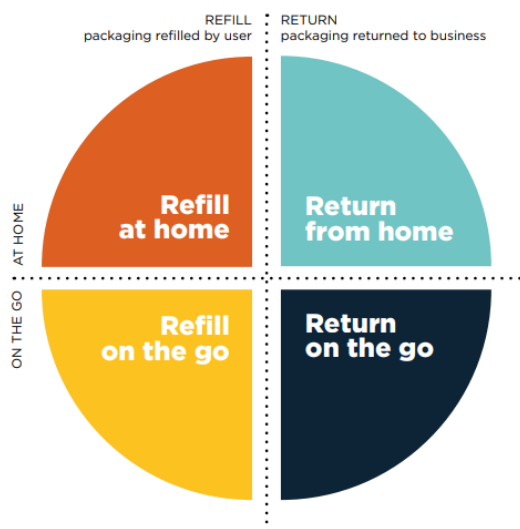 REFILL
packaging refilled by user
RETURN
packaging returned to business
AT HOME
Refill
at home
Return
from home
ON THE GO
Refill
on the go
Return
on the go